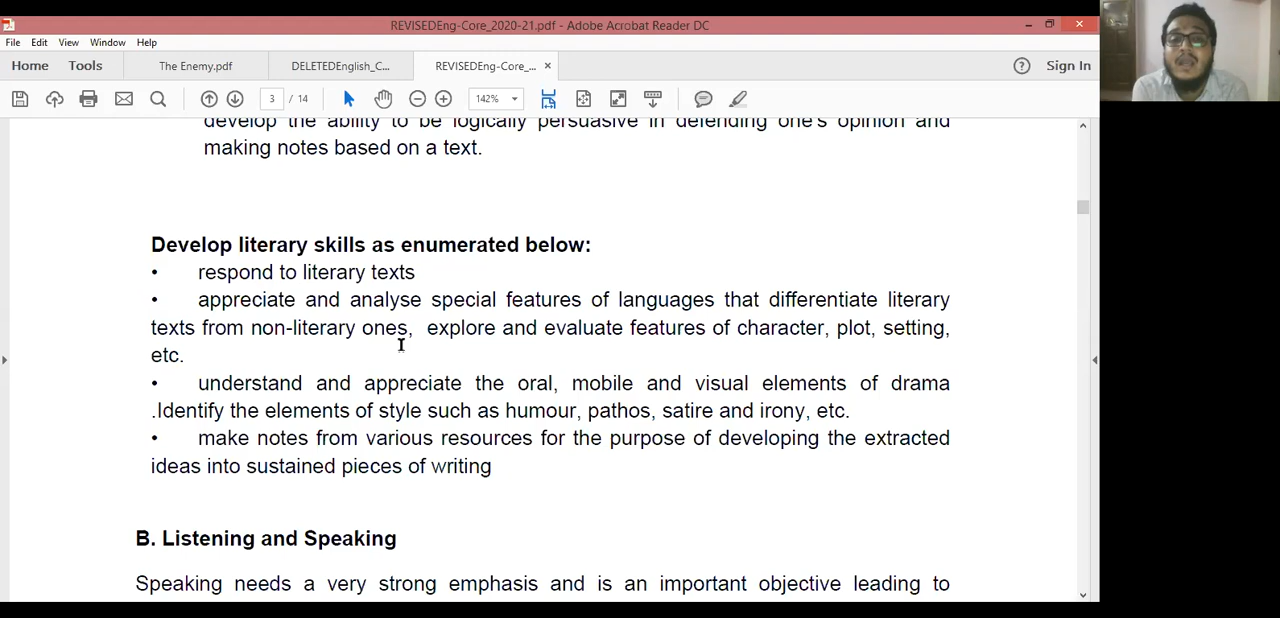 REVISEDEng-Core_2020-21.pdf - Adobe Acrobat Reader DC
File Edit View Window Help
Home Tools The Enemy.pdf DELETEDEnglish_C... REVISEDEng-Core_... × Sign In
3 / 14 142%
develop the ability to be logically persuasive in defending one's opinion and
making notes based on a text.
Develop literary skills as enumerated below:
• respond to literary texts
• appreciate and analyse special features of languages that differentiate literary
texts from non-literary ones, explore and evaluate features of character, plot, setting,
etc.
• understand and appreciate the oral, mobile and visual elements of drama
.Identify the elements of style such as humour, pathos, satire and irony, etc.
• make notes from various resources for the purpose of developing the extracted
ideas into sustained pieces of writing
B. Listening and Speaking
Speaking needs a very strong emphasis and is an important objective leading to